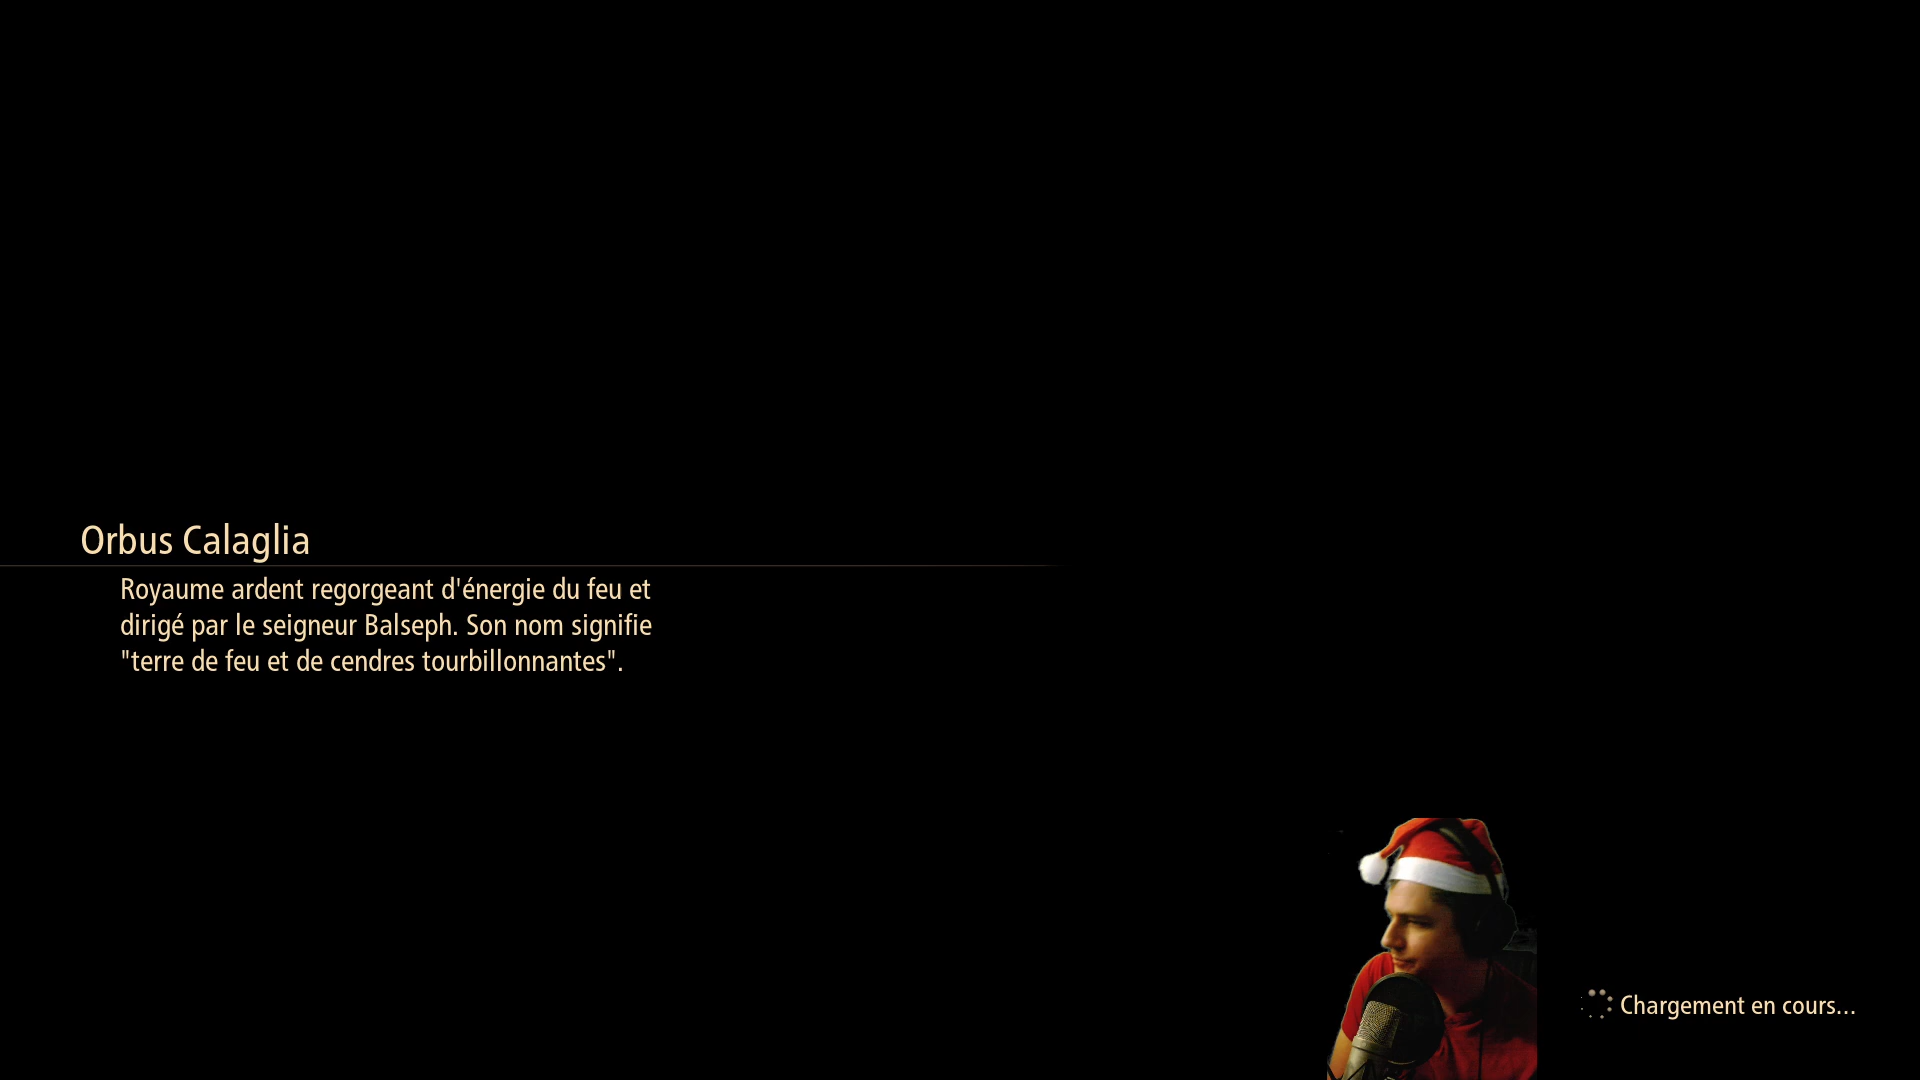 Orbus Calaglia
Royaume ardent regorgeant d'énergie du feu et
dirigé par le seigneur Balseph. Son nom signifie
"terre de feu et de cendres tourbillonnantes".
Chargement en cours...